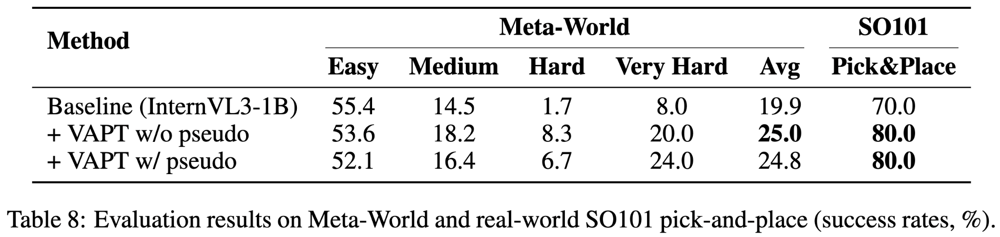 Method Meta-World SO101
Easy Medium Hard Very Hard Avg Pick&Place
Baseline (InternVL3-1B) 55.4 14.5 1.7 8.0 19.9 70.0
+ VAPT w/o pseudo 53.6 18.2 8.3 20.0 25.0 80.0
+ VAPT w/ pseudo 52.1 16.4 6.7 24.0 24.8 80.0
Table 8: Evaluation results on Meta-World and real-world SO101 pick-and-place (success rates, %).